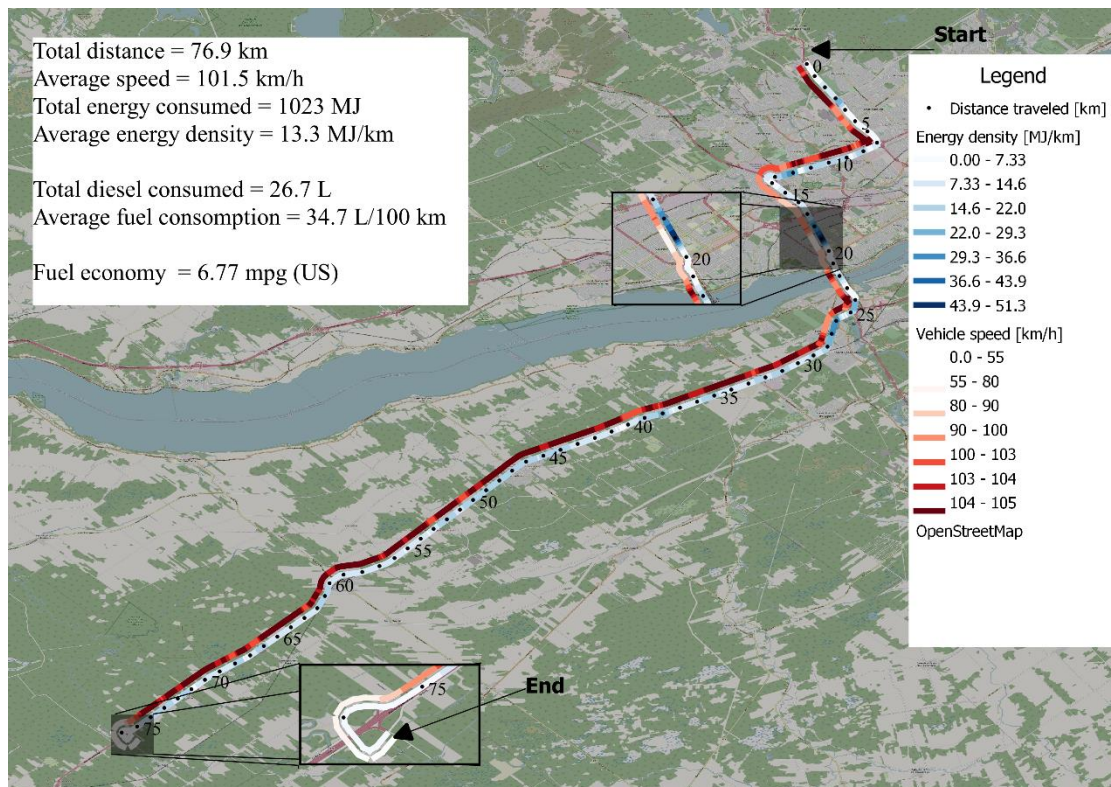 Total distance = 76.9 km
Average speed = 101.5 km/h
Total energy consumed = 1023 MJ
Average energy density = 13.3 MJ/km
Total diesel consumed = 26.7 L
Average fuel consomption = 34.7 L/100 km
Fuel economy = 6.77 mpg (US)
Start
0
5
10
15
20
20
25
30
35
40
45
50
55
60
65
70
75
75
End
Legend
Distance traveled [km]
Energy density [MJ/km]
0.00 - 7.33
7.33 - 14.6
14.6 - 22.0
22.0 - 29.3
29.3 - 36.6
36.6 - 43.9
43.9 - 51.3
Vehicle speed [km/h]
0.0 - 55
55 - 80
80 - 90
90 - 100
100 - 103
103 - 104
104 - 105
OpenStreetMap